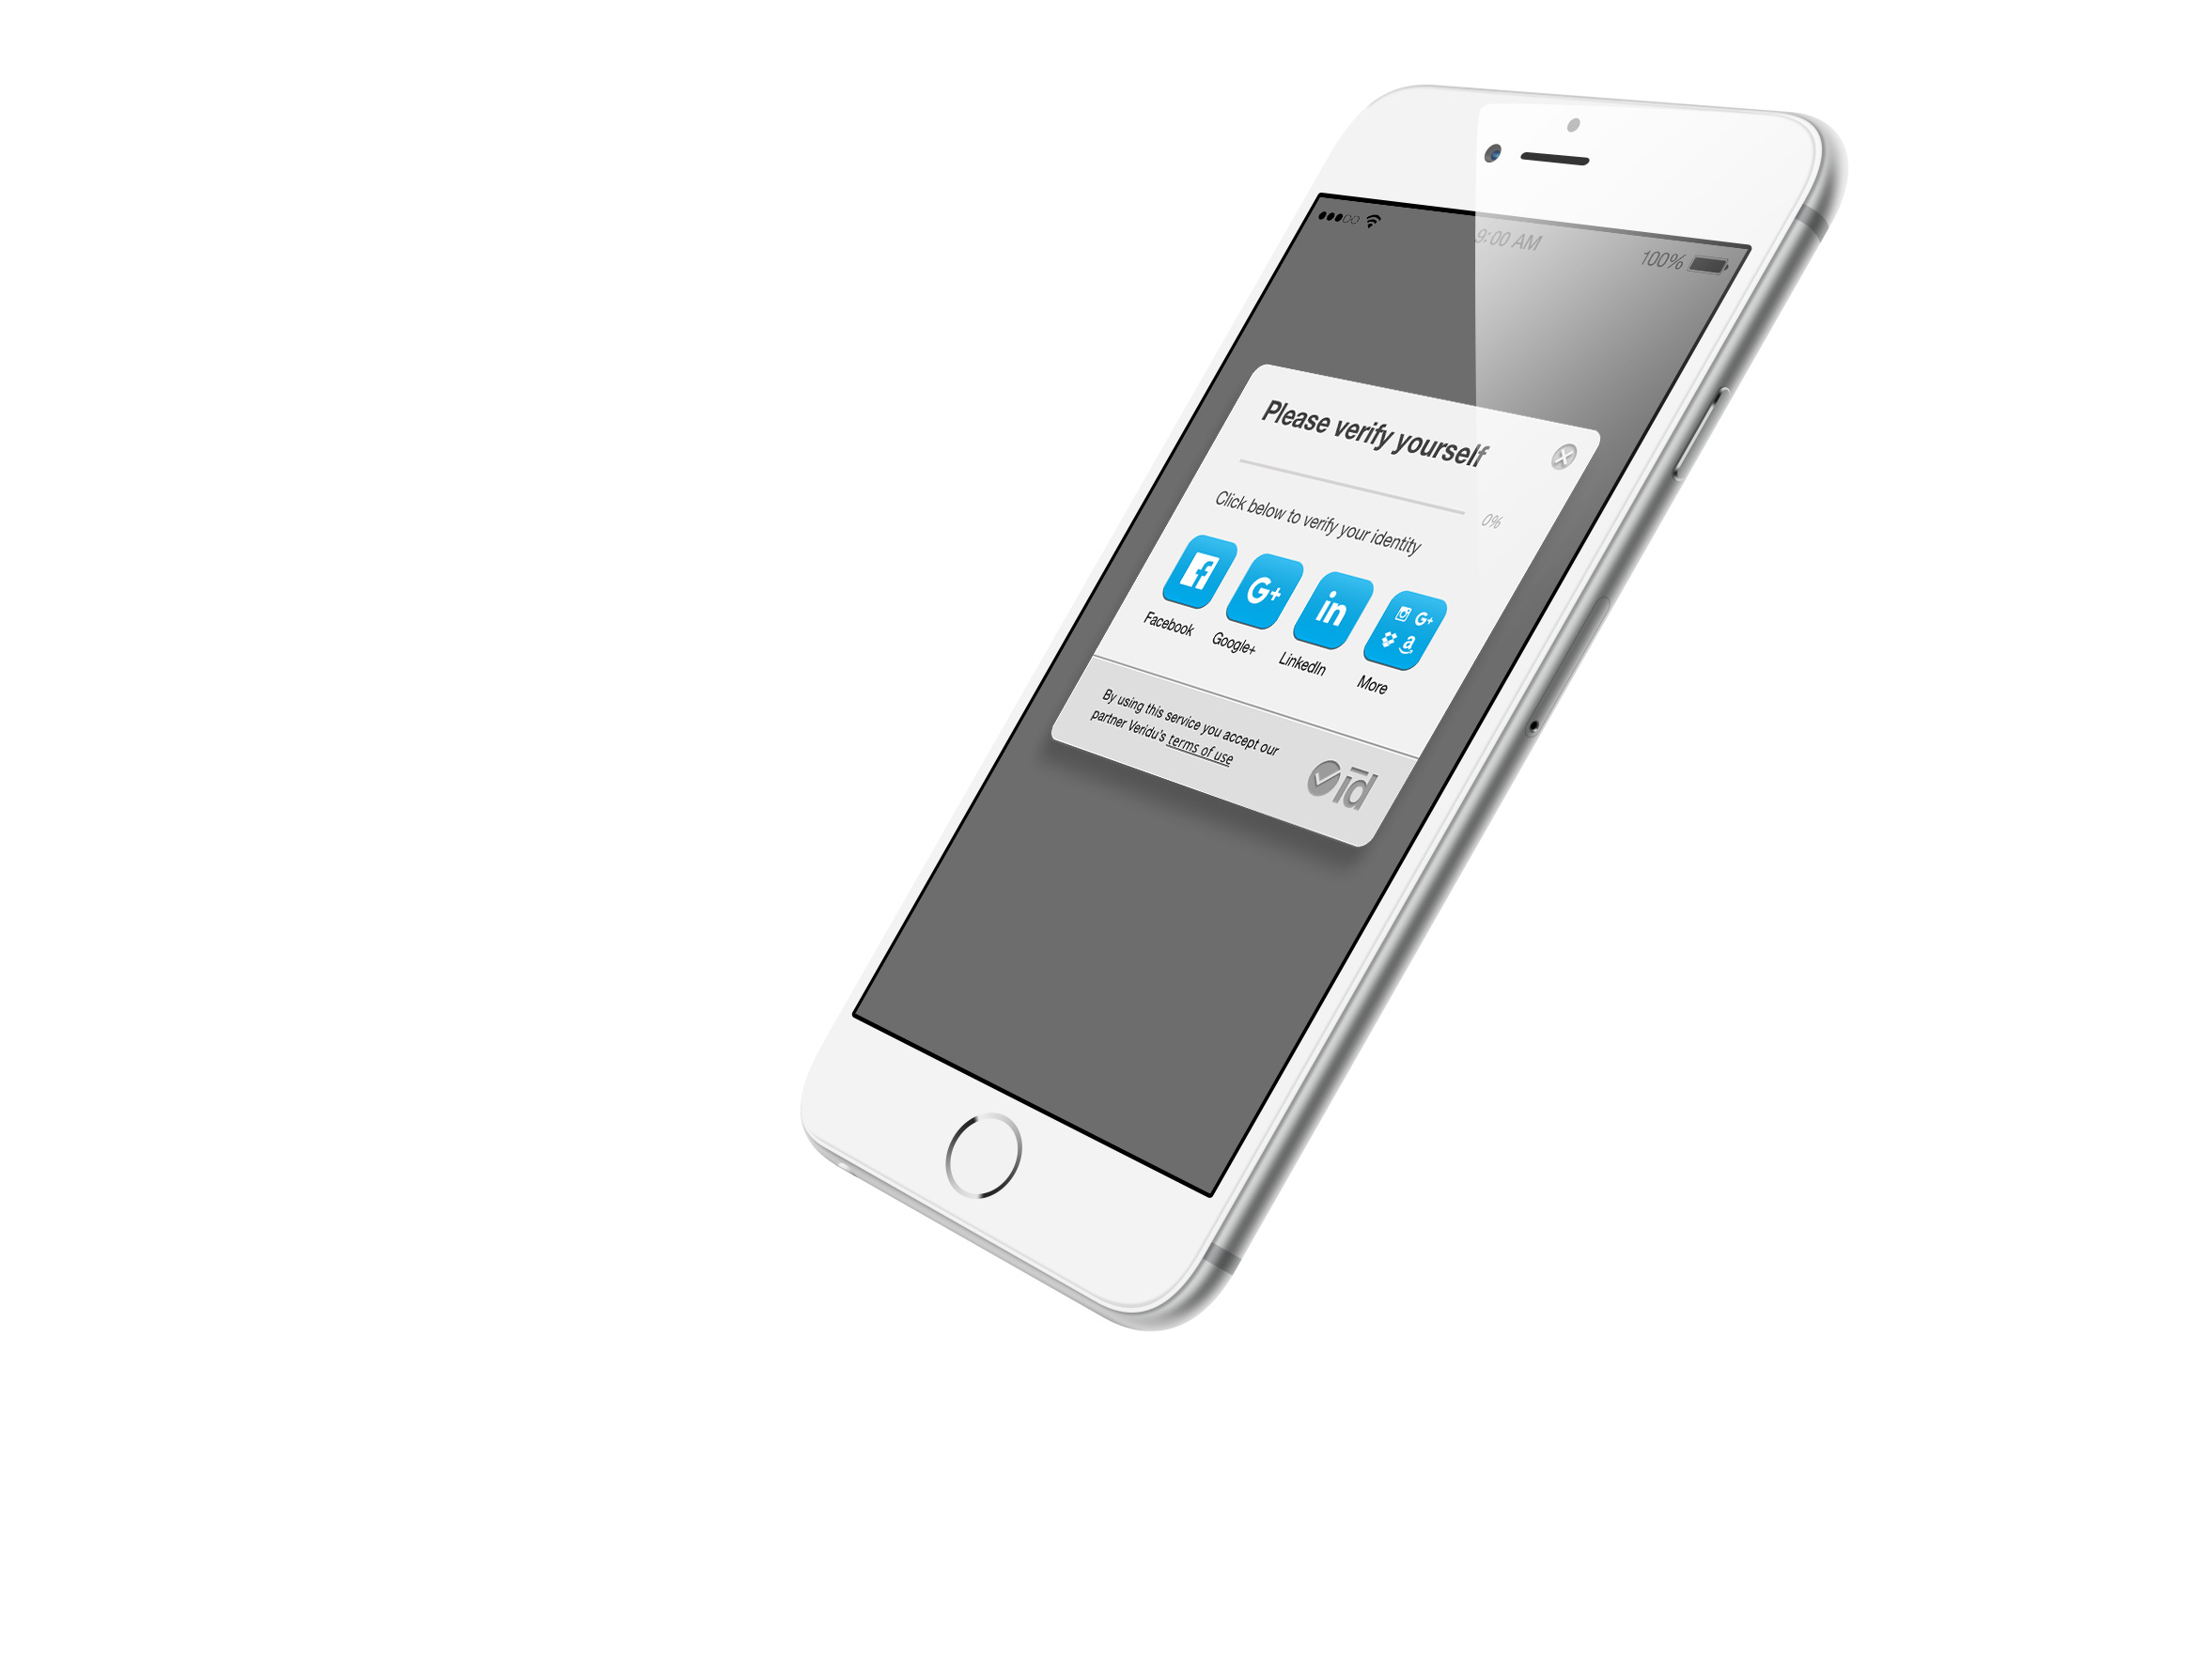 9:00 AM
100%
Please verify yourself
0%
Click below to verify your identity
Facebook
Google+
LinkedIn
More
By using this service you accept our
partner Veridu's terms of use
id